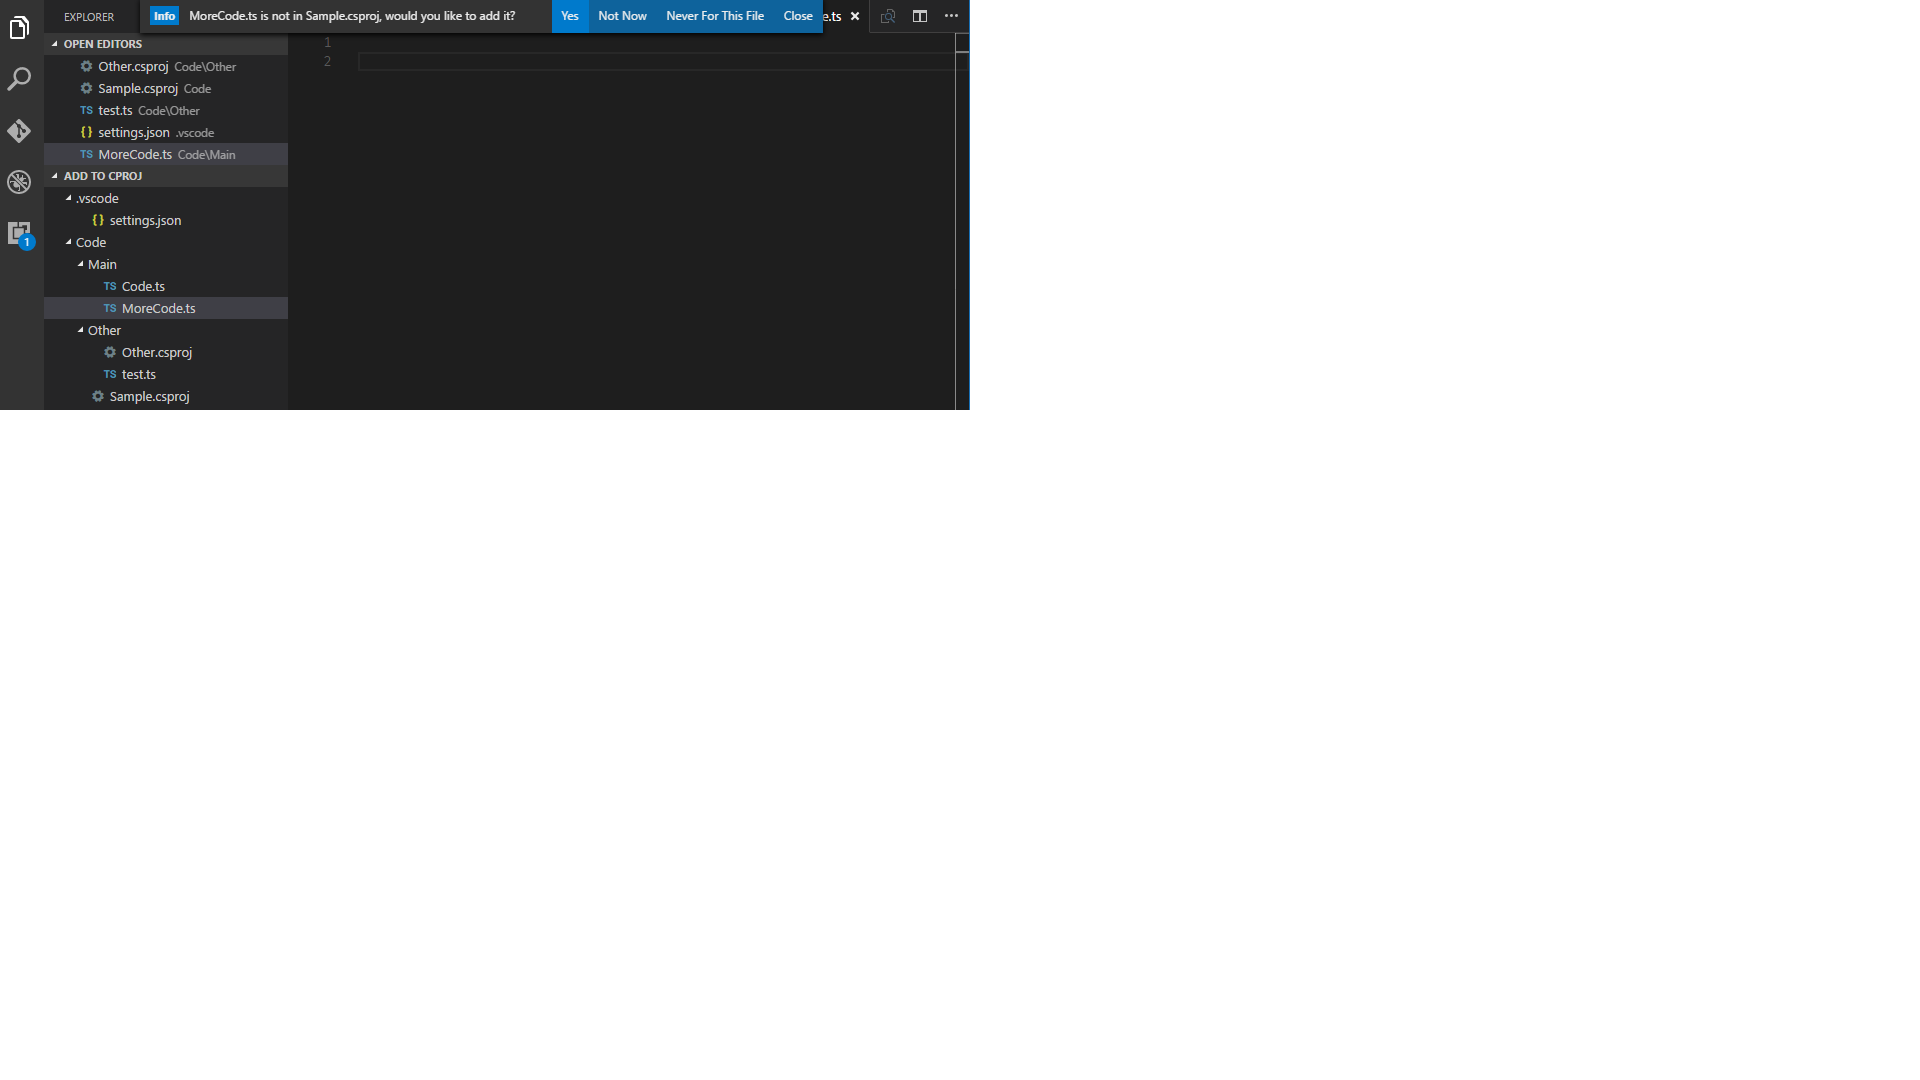 EXPLORER
Info MoreCode.ts is not in Sample.csproj, would you like to add it? Yes Not Now Never For This File Close e.ts
OPEN EDITORS
Other.csproj Code\Other
Sample.csproj Code
TS test.ts Code\Other
{} settings.json .vscode
TS MoreCode.ts Code\Main
ADD TO CPROJ
.vscode
{} settings.json
Code
Main
TS Code.ts
TS MoreCode.ts
Other
Other.csproj
TS test.ts
Sample.csproj
1
1
2